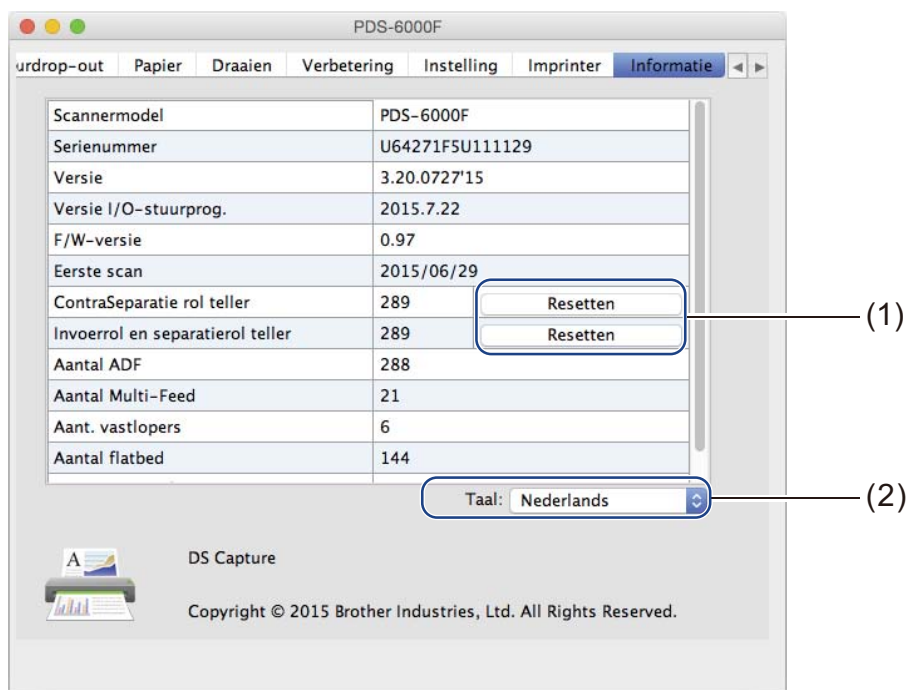 PDS-6000F
urdrop-out Papier Draaien Verbetering Instelling Imprinter Informatie
Scannermodel PDS-6000F
Serienummer U64271F5U111129
Versie 3.20.0727'15
Versie I/O-stuurprog. 2015.7.22
F/W-versie 0.97
Eerste scan 2015/06/29
ContraSeparatie rol teller 289 Resetten
(1)
Invoerrol en separatierol teller 289 Resetten
Aantal ADF 288
Aantal Multi-Feed 21
Aant. vastlopers 6
Aantal flatbed 144
Taal: Nederlands
(2)
A
DS Capture
Copyright © 2015 Brother Industries, Ltd. All Rights Reserved.